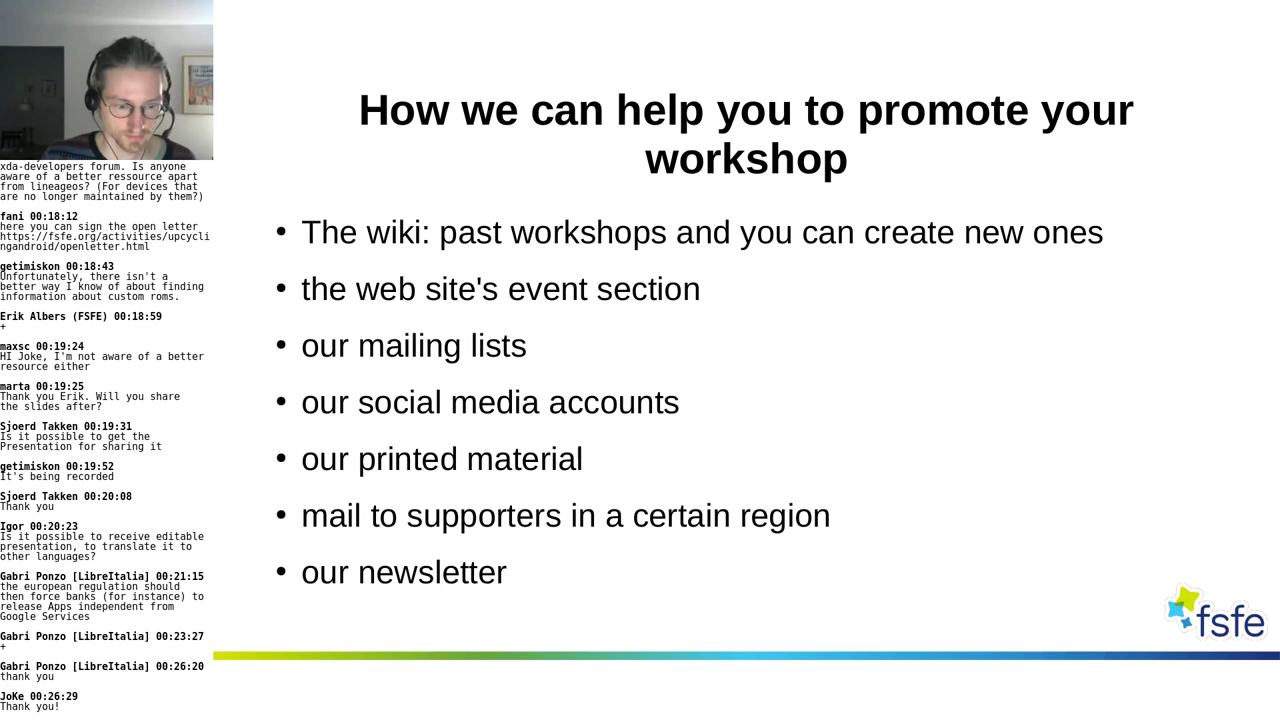 xda-developers forum. Is anyone
aware of a better ressource apart
from lineageos? (For devices that
are no longer maintained by them?)
fani 00:18:12
here you can sign the open letter
https://fsfe.org/activities/upcycli
ngandroid/openletter.html
getimiskon 00:18:43
Unfortunately, there isn't a
better way I know of about finding
information about custom roms.
Erik Albers (FSFE) 00:18:59
+
maxsc 00:19:24
HI Joke, I'm not aware of a better
resource either
marta 00:19:25
Thank you Erik. Will you share
the slides after?
Sjoerd Takken 00:19:31
Is it possible to get the
Presentation for sharing it
getimiskon 00:19:52
It's being recorded
Sjoerd Takken 00:20:08
Thank you
Igor 00:20:23
Is it possible to receive editable
presentation, to translate it to
other languages?
Gabri Ponzo [LibreItalia] 00:21:15
the european regulation should
then force banks (for instance) to
release Apps independent from
Google Services
Gabri Ponzo [LibreItalia] 00:23:27
+
Gabri Ponzo [LibreItalia] 00:26:20
thank you
JoKe 00:26:29
Thank you!
How we can help you to promote your
workshop
• The wiki: past workshops and you can create new ones
• the web site's event section
• our mailing lists
• our social media accounts
• our printed material
• mail to supporters in a certain region
• our newsletter
fsfe